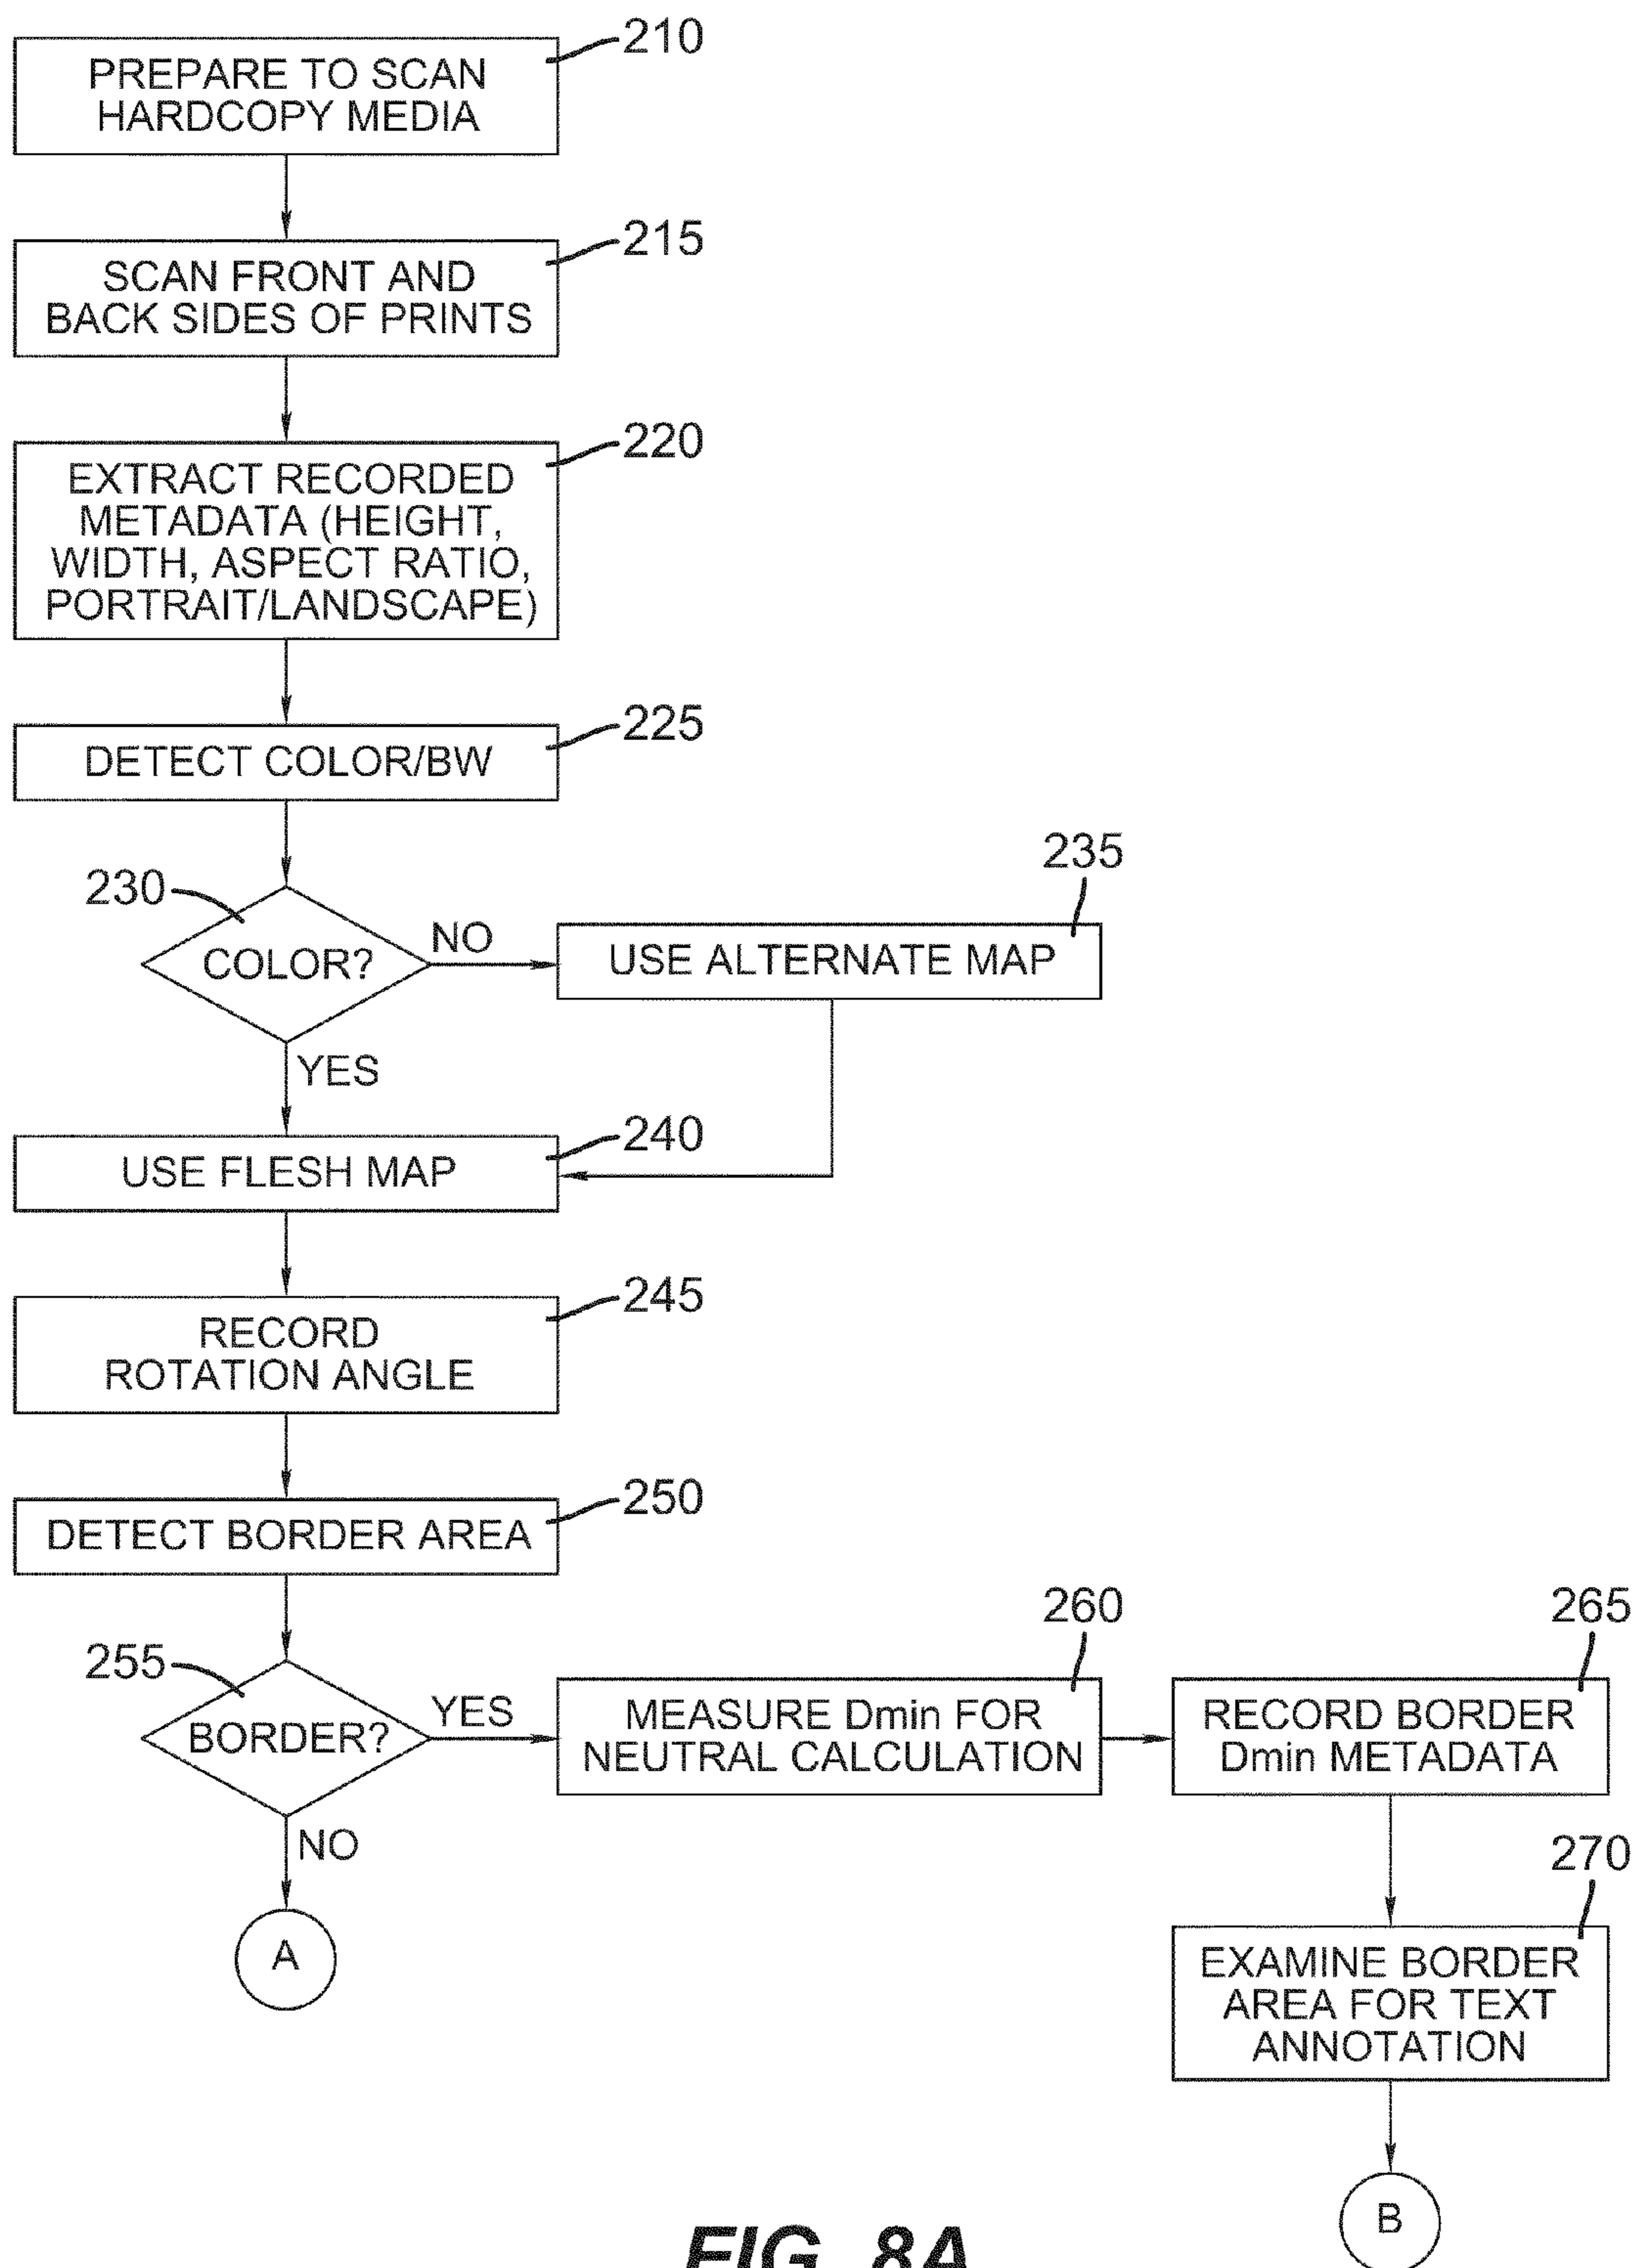 210
PREPARE TO SCAN
HARDCOPY MEDIA
215
SCAN FRONT AND
BACK SIDES OF PRINTS
220
EXTRACT RECORDED
METADATA (HEIGHT,
WIDTH, ASPECT RATIO,
PORTRAIT/LANDSCAPE)
225
DETECT COLOR/BW
230
COLOR?
NO
235
USE ALTERNATE MAP
YES
240
USE FLESH MAP
245
RECORD
ROTATION ANGLE
250
DETECT BORDER AREA
255
BORDER?
YES
260
MEASURE Dmin FOR
NEUTRAL CALCULATION
265
RECORD BORDER
Dmin METADATA
NO
A
270
EXAMINE BORDER
AREA FOR TEXT
ANNOTATION
B
FIG. 8A